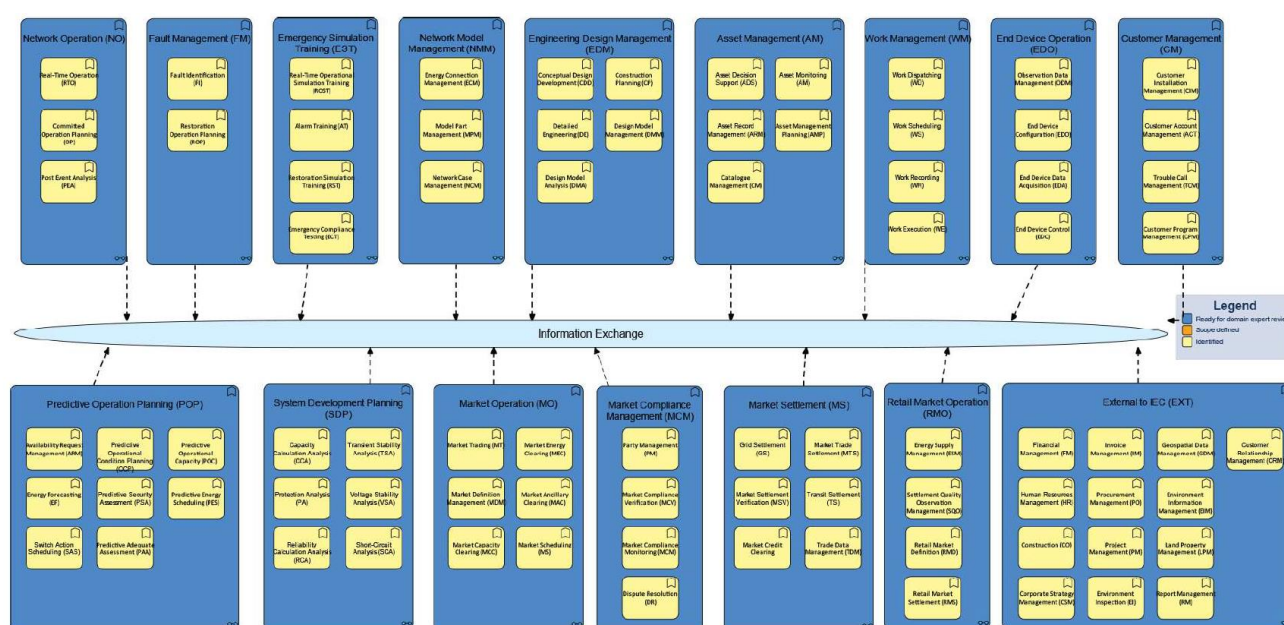 Network Operation (NO)
Real-Time Operation
(RTO)
Committed
Operation Planning
(OP)
Post Event Analysis
(PEA)
Fault Management (FM)
Fault Identification
(FI)
Restoration
Operation Planning
(ROP)
Emergency Simulation
Training (EST)
Real-Time Operational
Simulation Training
(ROST)
Alarm Training (AT)
Restoration Simulation
Training (RST)
Emergency Compliance
Testing (ECT)
Network Model
Management (NMM)
Energy Connection
Management (ECM)
Model Part
Management (MPM)
Network Case
Management (NCM)
Engineering Design Management
(EDM)
Conceptual Design
Development (CDD)
Construction
Planning (CP)
Detailed
Engineering (DE)
Design Model
Management (DMM)
Design Model
Analysis (DMA)
Asset Management (AM)
Asset Decision
Support (ADS)
Asset Monitoring
(AM)
Asset Record
Management (ARM)
Asset Management
Planning (AMP)
Catalogue
Management (CM)
Work Management (WM)
Work Dispatching
(WD)
Work Scheduling
(WS)
Work Recording
(WR)
Work Execution (WE)
End Device Operation
(EDO)
Observation Data
Management (ODM)
End Device
Configuration (EDO)
End Device Data
Acquisition (EDA)
End Device Control
(EDC)
Customer Management
(CM)
Customer
Installation
Management (CIM)
Customer Account
Management (ACT)
Trouble Call
Management (TCM)
Customer Program
Management (CPM)
Information Exchange
Legend
Ready for domain expert revie
Scope defined
Identified
Predictive Operation Planning (POP)
Availability Request
Management (ARM)
Predictive
Operational
Condition Planning
(OCP)
Predictive
Operational
Capacity (POC)
Energy Forecasting
(EF)
Predictive Security
Assessment (PSA)
Predictive Energy
Scheduling (PES)
Switch Action
Scheduling (SAS)
Predictive Adequate
Assessment (PAA)
System Development Planning
(SDP)
Capacity
Calculation Analysis
(CCA)
Transient Stability
Analysis (TSA)
Protection Analysis
(PA)
Voltage Stability
Analysis (VSA)
Reliability
Calculation Analysis
(RCA)
Short-Circuit
Analysis (SCA)
Market Operation (MO)
Market Trading (MT)
Market Energy
Clearing (MEC)
Market Definition
Management (MDM)
Market Ancillary
Clearing (MAC)
Market Capacity
Clearing (MCC)
Market Scheduling
(MS)
Market Compliance
Management (MCM)
Party Management
(PM)
Market Compliance
Verification (MCV)
Market Compliance
Monitoring (MCM)
Dispute Resolution
(DR)
Market Settlement (MS)
Grid Settlement
(GS)
Market Trade
Settlement (MTS)
Market Settlement
Verification (MSV)
Transit Settlement
(TS)
Market Credit
Clearing
Trade Data
Management (TDM)
Retail Market Operation
(RMO)
Energy Supply
Management (ESM)
Settlement Quality
Observation
Management (SQO)
Retail Market
Definition (RMD)
Retail Market
Settlement (RMS)
External to IEC (EXT)
Financial
Management (FM)
Invoice
Management (IM)
Geospatial Data
Management (GDM)
Customer
Relationship
Management (CRM)
Human Resources
Management (HR)
Procurement
Management (PO)
Environment
Information
Management (EIM)
Construction (CO)
Project
Management (PM)
Land Property
Management (LPM)
Corporate Strategy
Management (CSM)
Environment
Inspection (EI)
Report Management
(RM)